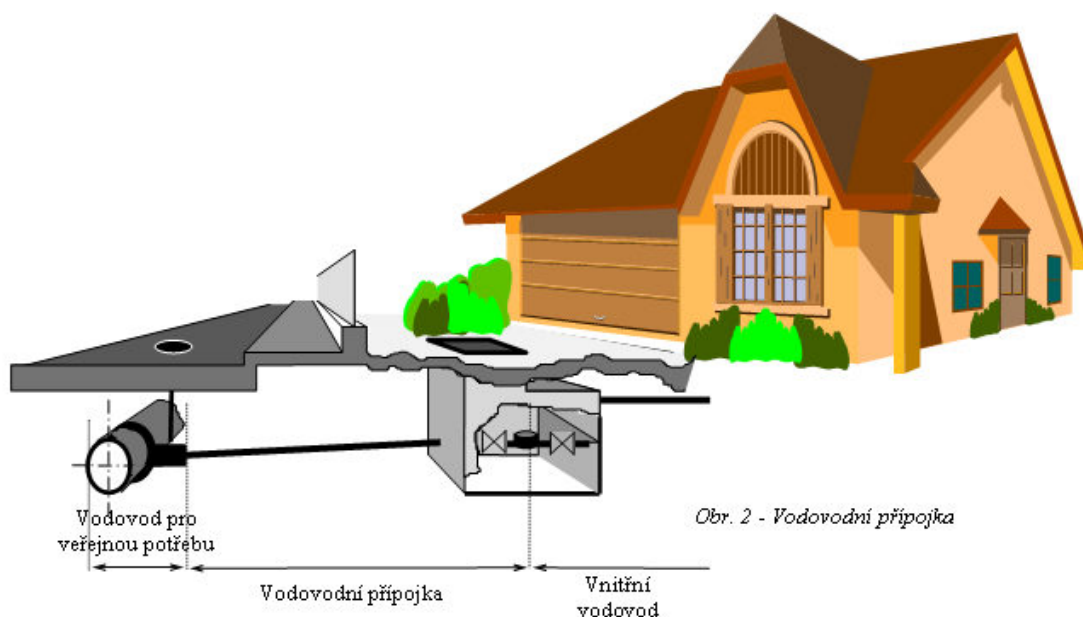 Obr. 2 - Vodovodní přípojka
Vodovod pro
veřejnou potřebu
Vodovodní přípojka
Vnitřní
vodovod